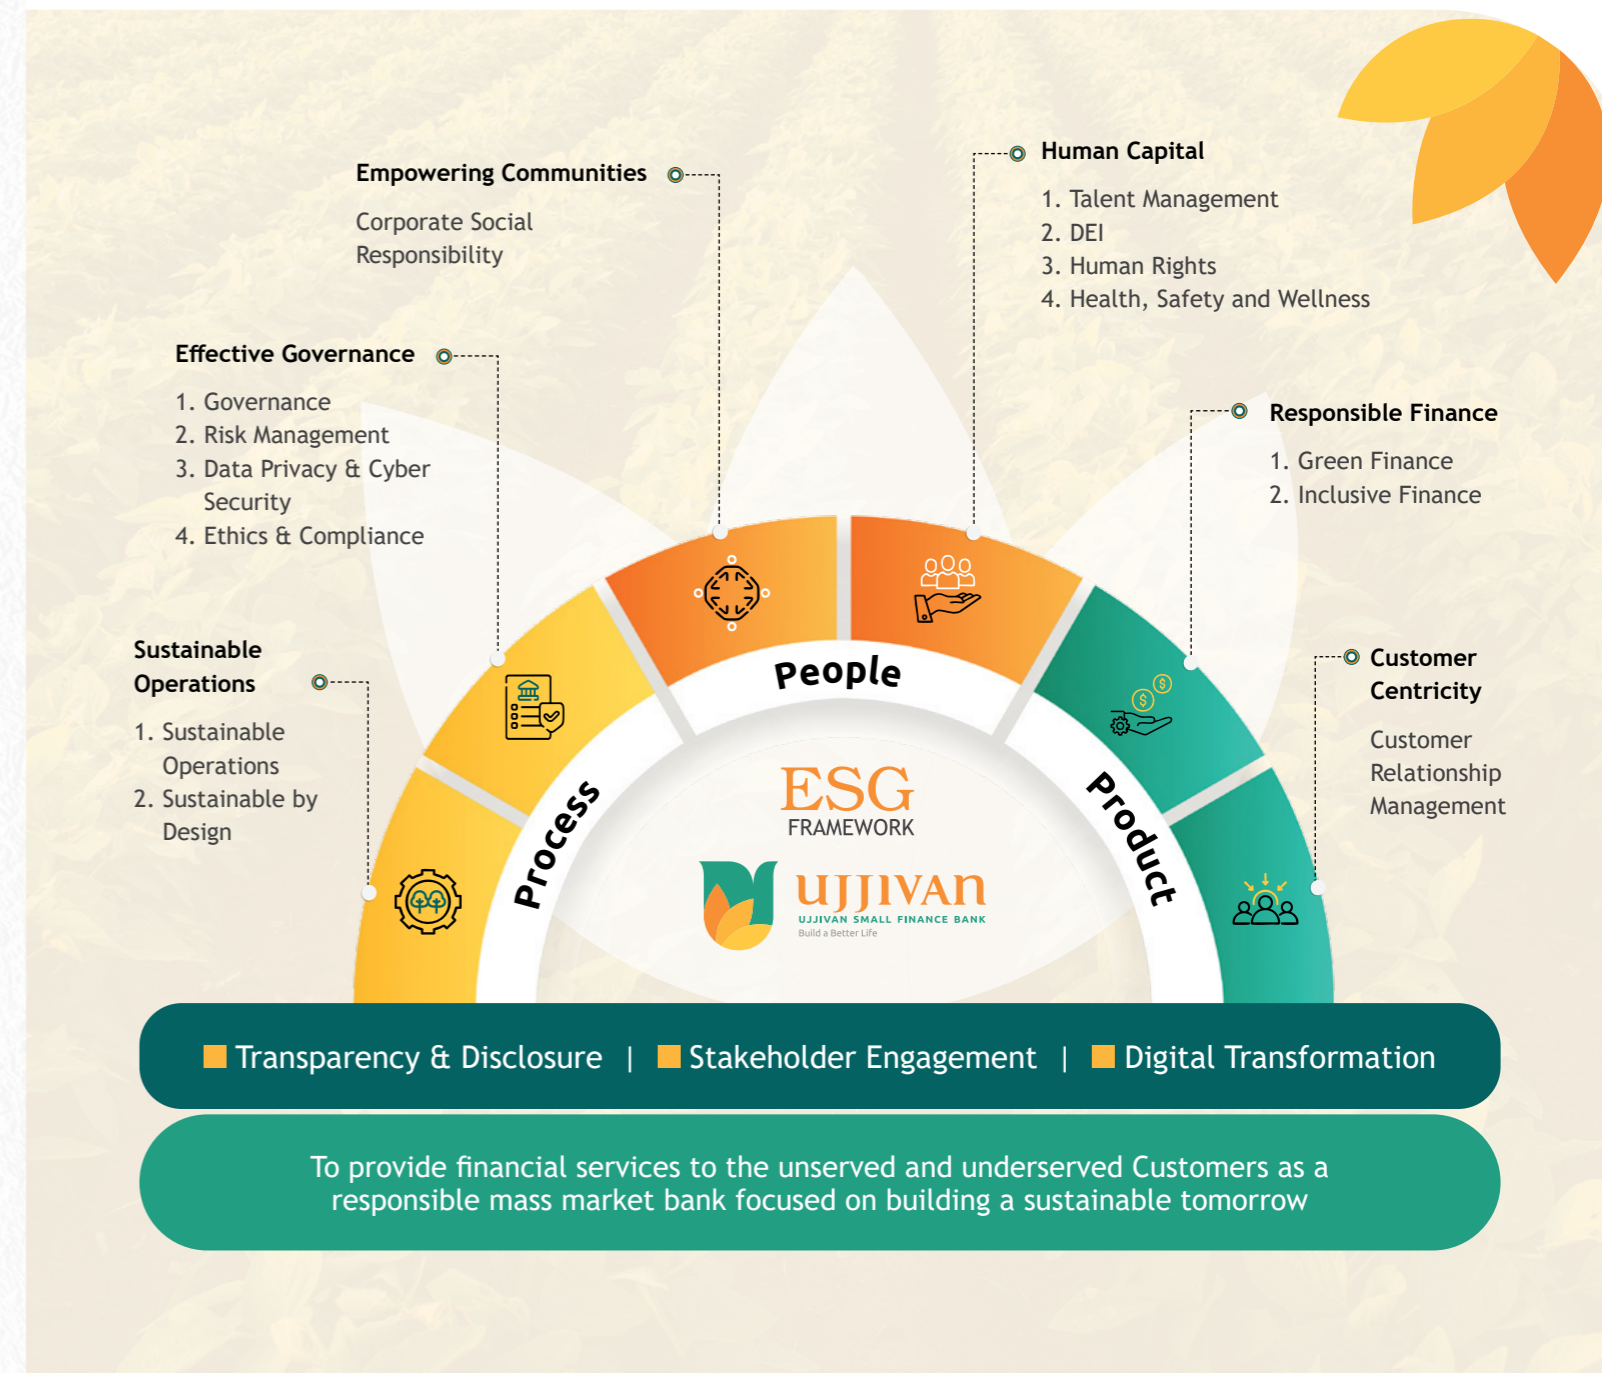 Empowering Communities
Corporate Social
Responsibility
Human Capital
1. Talent Management
2. DEI
3. Human Rights
4. Health, Safety and Wellness
Effective Governance
1. Governance
2. Risk Management
3. Data Privacy & Cyber
Security
4. Ethics & Compliance
Responsible Finance
1. Green Finance
2. Inclusive Finance
Sustainable
Operations
1. Sustainable
Operations
2. Sustainable by
Design
Customer
Centricity
Customer
Relationship
Management
Process
People
Product
ESG
FRAMEWORK
UJJIVAN
UJJIVAN SMALL FINANCE BANK
Build a Better Life
Transparency & Disclosure | Stakeholder Engagement | Digital Transformation
To provide financial services to the unserved and underserved Customers as a
responsible mass market bank focused on building a sustainable tomorrow